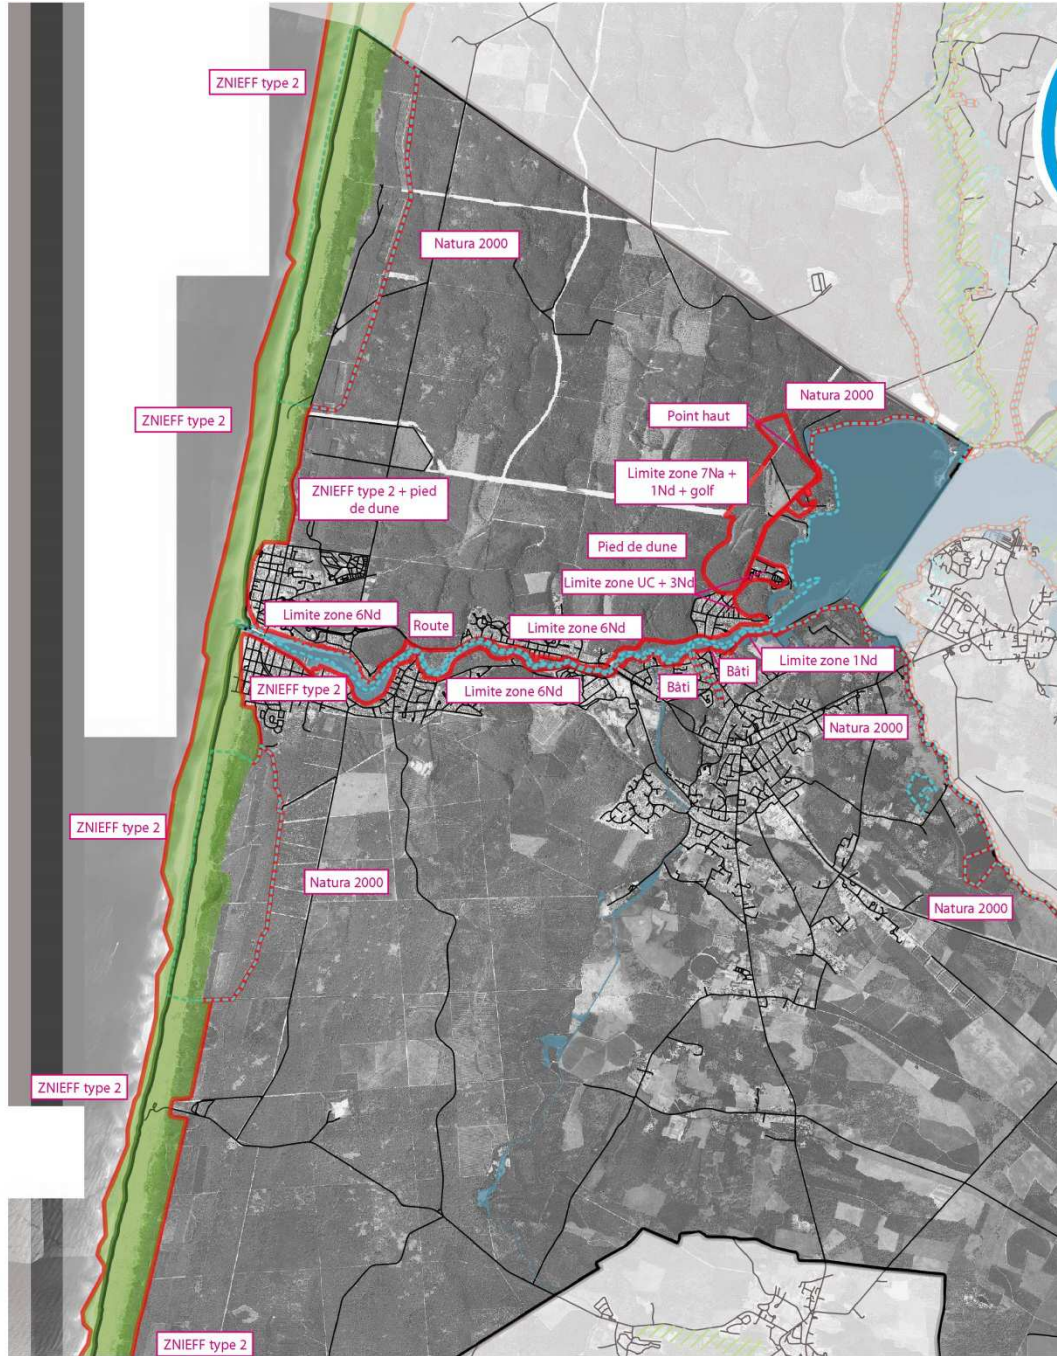 ZNIEFF type 2
Natura 2000
Natura 2000
Point haut
ZNIEFF type 2
Limite zone 7Na +
1Nd + golf
ZNIEFF type 2 + pied
de dune
Pied de dune
Limite zone UC + 3Nd
Limite zone 6Nd
Route
Limite zone 6Nd
Limite zone 1Nd
Bâti
Bâti
ZNIEFF type 2
Limite zone 6Nd
Natura 2000
ZNIEFF type 2
Natura 2000
Natura 2000
ZNIEFF type 2
ZNIEFF type 2